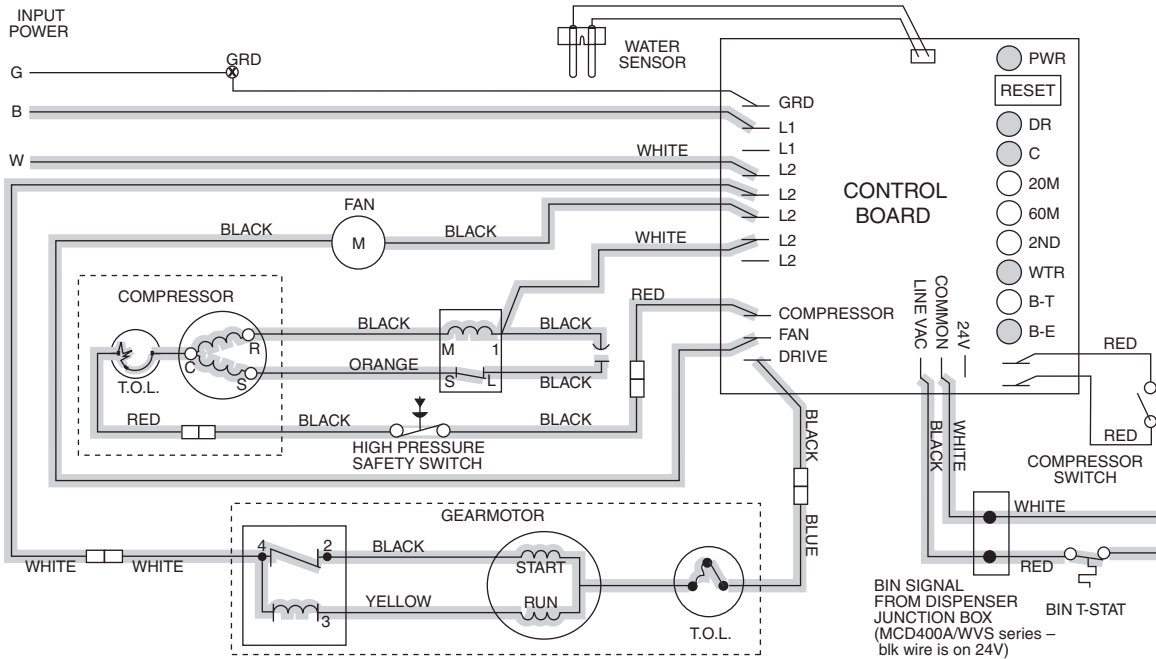 INPUT
POWER
G
GRD
B
W
WATER
SENSOR
WHITE
GRD
L1
L1
L2
L2
L2
L2
L2
CONTROL
BOARD
PWR
RESET
DR
C
20M
60M
2ND
WTR
B-T
B-E
FAN
M
BLACK
BLACK
WHITE
COMPRESSOR
T.O.L.
C
R
S
BLACK
ORANGE
M
1
S
L
BLACK
BLACK
RED
COMPRESSOR
FAN
DRIVE
LINE VAC
COMMON
24V
RED
RED
COMPRESSOR
SWITCH
RED
BLACK
HIGH PRESSURE
SAFETY SWITCH
BLACK
BLACK
BLUE
BLACK
WHITE
WHITE
RED
BIN T-STAT
BIN SIGNAL
FROM DISPENSER
JUNCTION BOX
(MCD400A/WVS series –
blk wire is on 24V)
GEARMOTOR
WHITE
WHITE
4
2
3
BLACK
YELLOW
START
RUN
T.O.L.